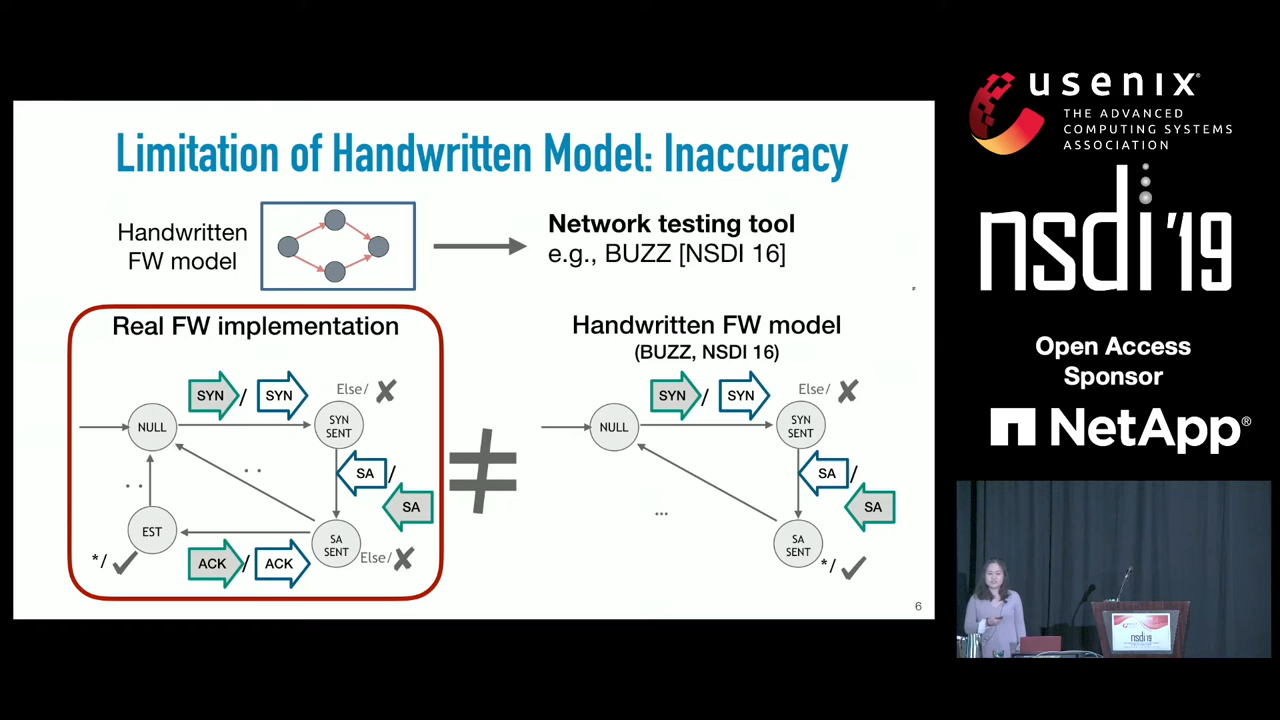 Limitation of Handwritten Model: Inaccuracy
Handwritten
FW model
Network testing tool
e.g., BUZZ [NSDI 16]
Real FW implementation
SYN / SYN
Else/ ✘
NULL
SYN
SENT
. .
SA /
SA
. .
EST
SA
SENT
*/ ✓
ACK / ACK
Else/ ✘
≠
Handwritten FW model
(BUZZ, NSDI 16)
SYN / SYN
Else/ ✘
NULL
SYN
SENT
SA /
SA
...
SA
SENT
*/ ✓
6
usenix®
THE ADVANCED
COMPUTING SYSTEMS
ASSOCIATION
nsdi '19
Open Access
Sponsor
NetApp®
nsdi'19